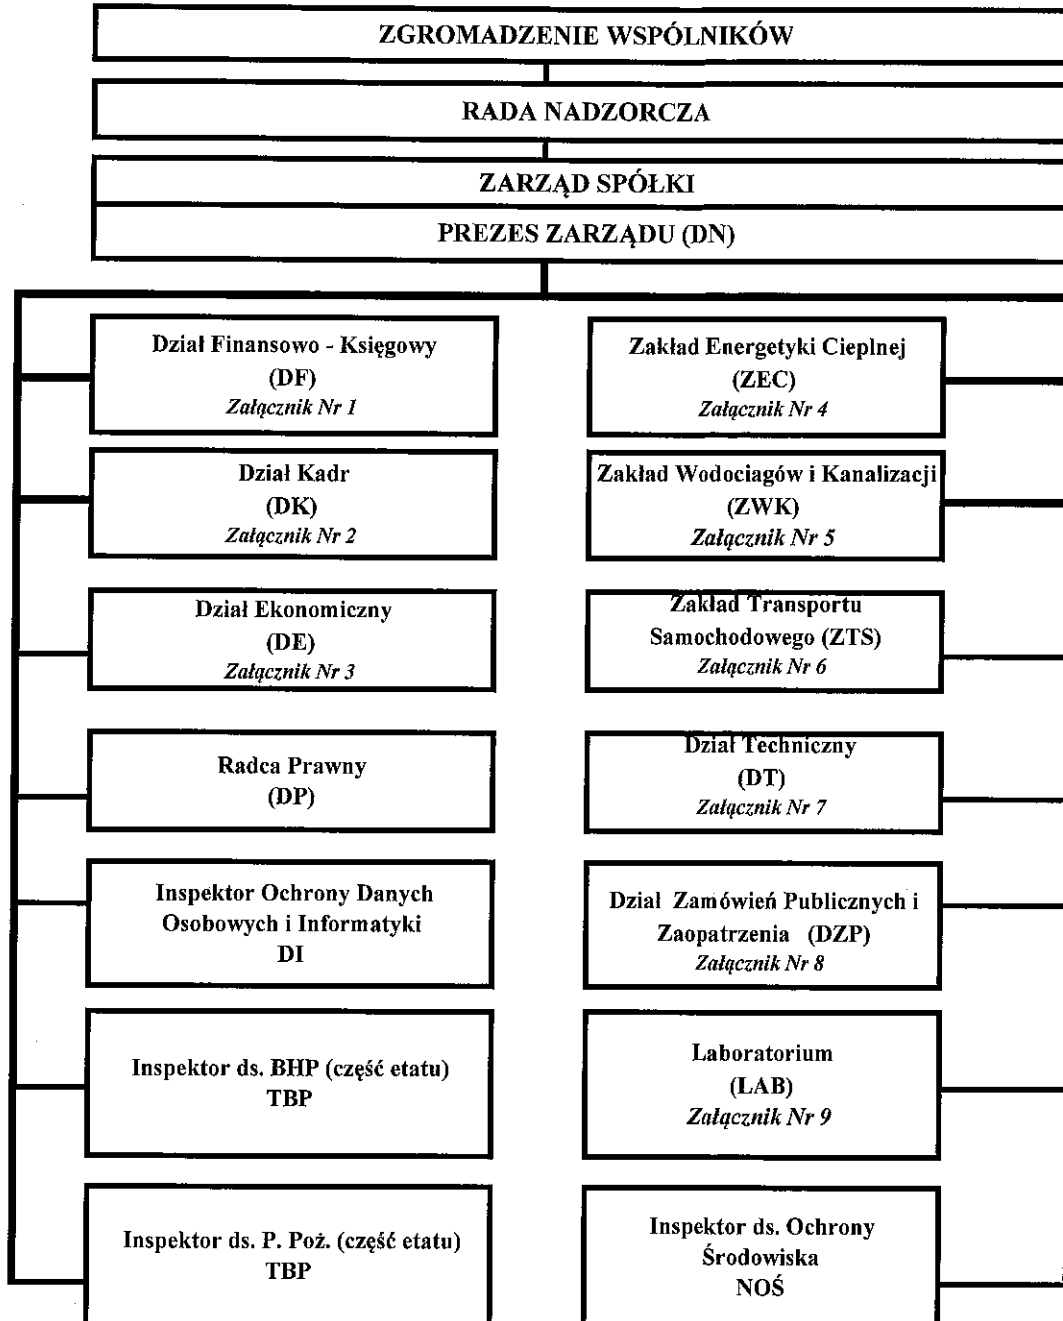 ZGROMADZENIE WSPÓLNIKÓW
RADA NADZORCZA
ZARZĄD SPÓŁKI
PREZES ZARZĄDU (DN)
Dział Finansowo - Księgowy
(DF)
Załącznik Nr 1
Dział Kadr
(DK)
Załącznik Nr 2
Dział Ekonomiczny
(DE)
Załącznik Nr 3
Radca Prawny
(DP)
Inspektor Ochrony Danych
Osobowych i Informatyki
DI
Inspektor ds. BHP (część etatu)
TBP
Inspektor ds. P. Poż. (część etatu)
TBP
Zakład Energetyki Cieplnej
(ZEC)
Załącznik Nr 4
Zakład Wodociagów i Kanalizacji
(ZWK)
Załącznik Nr 5
Zakład Transportu
Samochodowego (ZTS)
Załącznik Nr 6
Dział Techniczny
(DT)
Załącznik Nr 7
Dział Zamówień Publicznych i
Zaopatrzenia (DZP)
Załącznik Nr 8
Laboratorium
(LAB)
Załącznik Nr 9
Inspektor ds. Ochrony
Środowiska
NOŚ